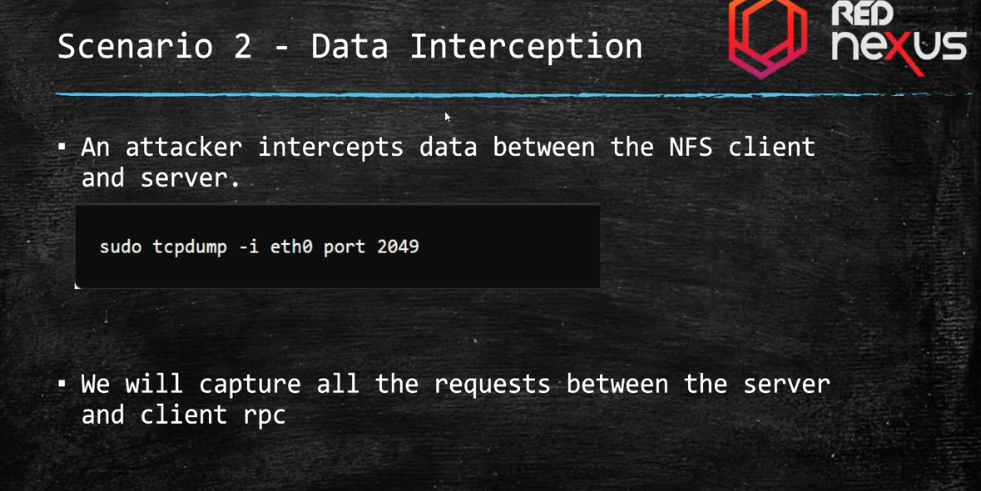 Scenario 2 - Data Interception
RED
nexus
▪ An attacker intercepts data between the NFS client
and server.
sudo tcpdump -i eth0 port 2049
▪ We will capture all the requests between the server
and client rpc